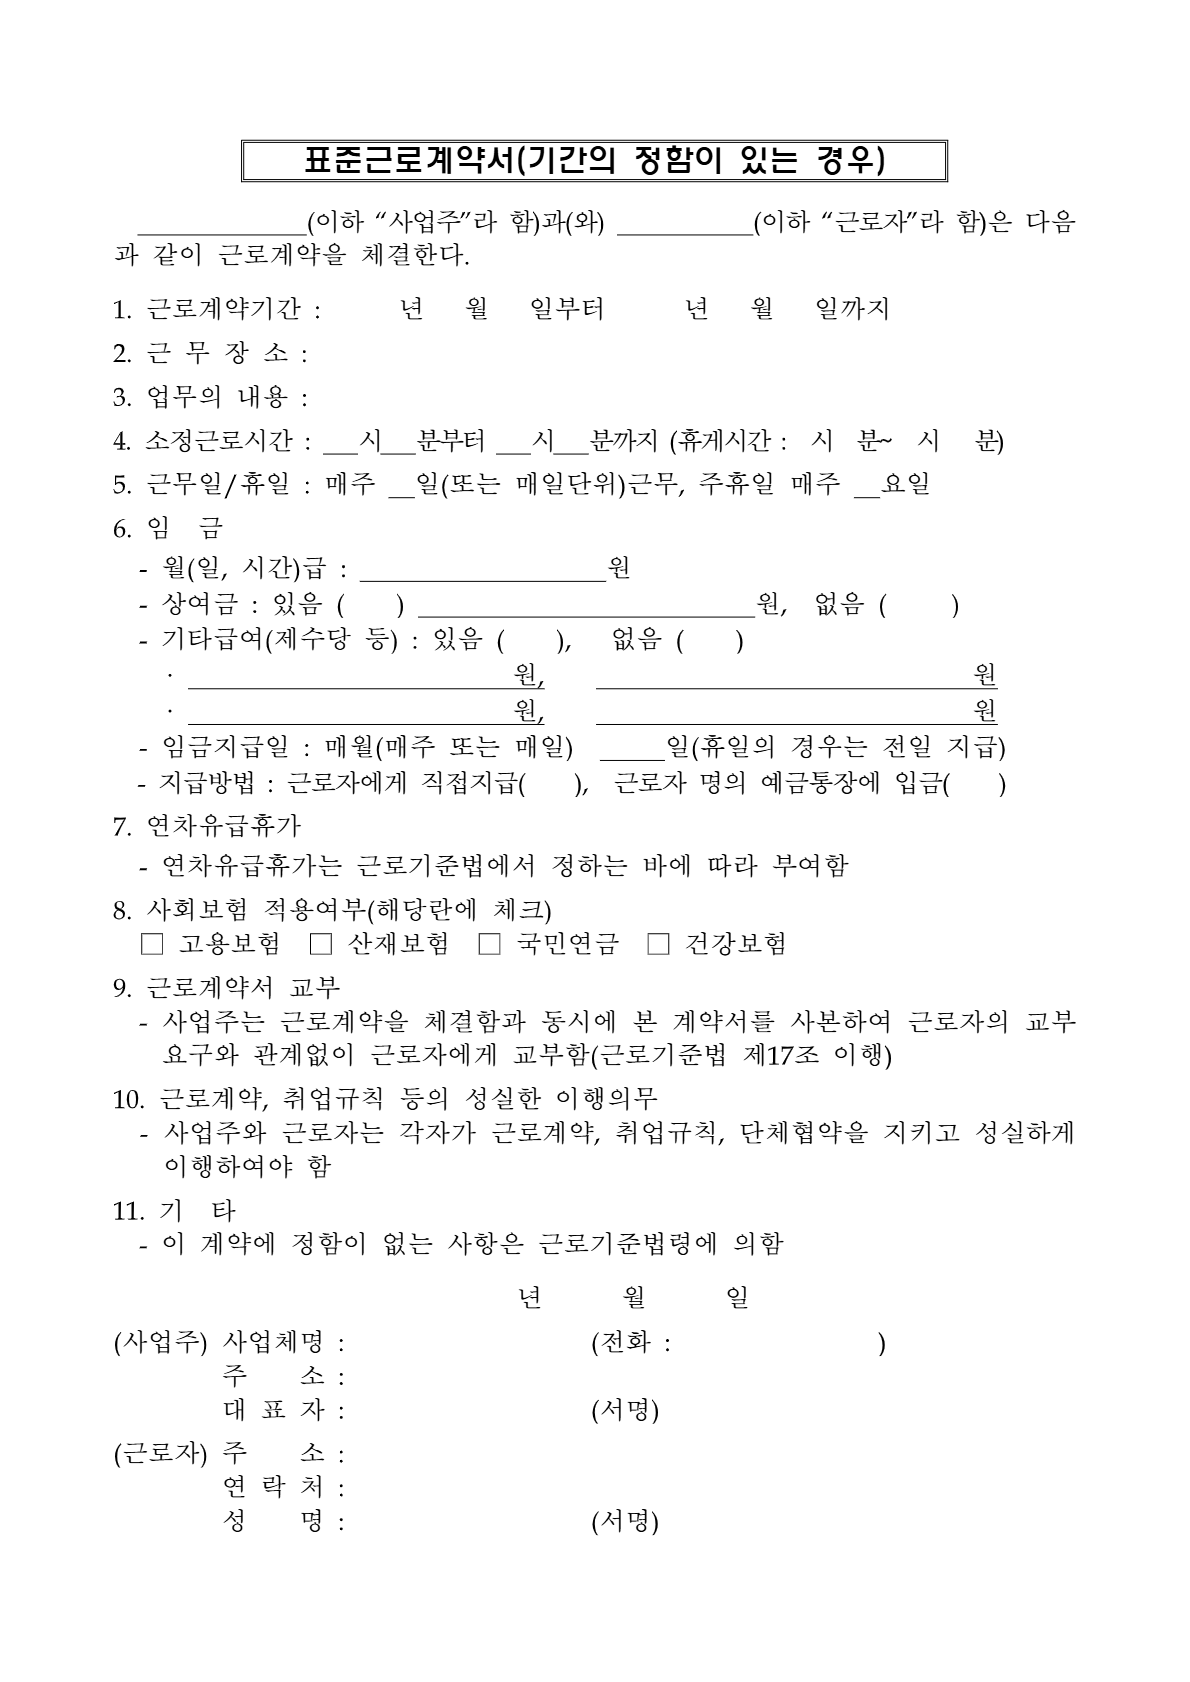 표준근로계약서(기간의 정함이 있는 경우)
____________(이하 “사업주”라 함)과(와) __________(이하 “근로자”라 함)은 다음
과 같이 근로계약을 체결한다.
1. 근로계약기간 : 년 월 일부터 년 월 일까지
2. 근 무 장 소 :
3. 업무의 내용 :
4. 소정근로시간 : ___시___분부터 ___시___분까지 (휴게시간 : 시 분~ 시 분)
5. 근무일/휴일 : 매주 __일(또는 매일단위)근무, 주휴일 매주 __요일
6. 임 금
- 월(일, 시간)급 : ___________________원
- 상여금 : 있음 ( ) __________________________원, 없음 ( )
- 기타급여(제수당 등) : 있음 ( ), 없음 ( )
· _________________________원, _____________________________원
· _________________________원, _____________________________원
- 임금지급일 : 매월(매주 또는 매일) _____일(휴일의 경우는 전일 지급)
- 지급방법 : 근로자에게 직접지급( ), 근로자 명의 예금통장에 입금( )
7. 연차유급휴가
- 연차유급휴가는 근로기준법에서 정하는 바에 따라 부여함
8. 사회보험 적용여부(해당란에 체크)
□ 고용보험 □ 산재보험 □ 국민연금 □ 건강보험
9. 근로계약서 교부
- 사업주는 근로계약을 체결함과 동시에 본 계약서를 사본하여 근로자의 교부
요구와 관계없이 근로자에게 교부함(근로기준법 제17조 이행)
10. 근로계약, 취업규칙 등의 성실한 이행의무
- 사업주와 근로자는 각자가 근로계약, 취업규칙, 단체협약을 지키고 성실하게
이행하여야 함
11. 기 타
- 이 계약에 정함이 없는 사항은 근로기준법령에 의함
년 월 일
(사업주) 사업체명 : (전화 : )
주 소 :
대 표 자 : (서명)
(근로자) 주 소 :
연 락 처 :
성 명 : (서명)